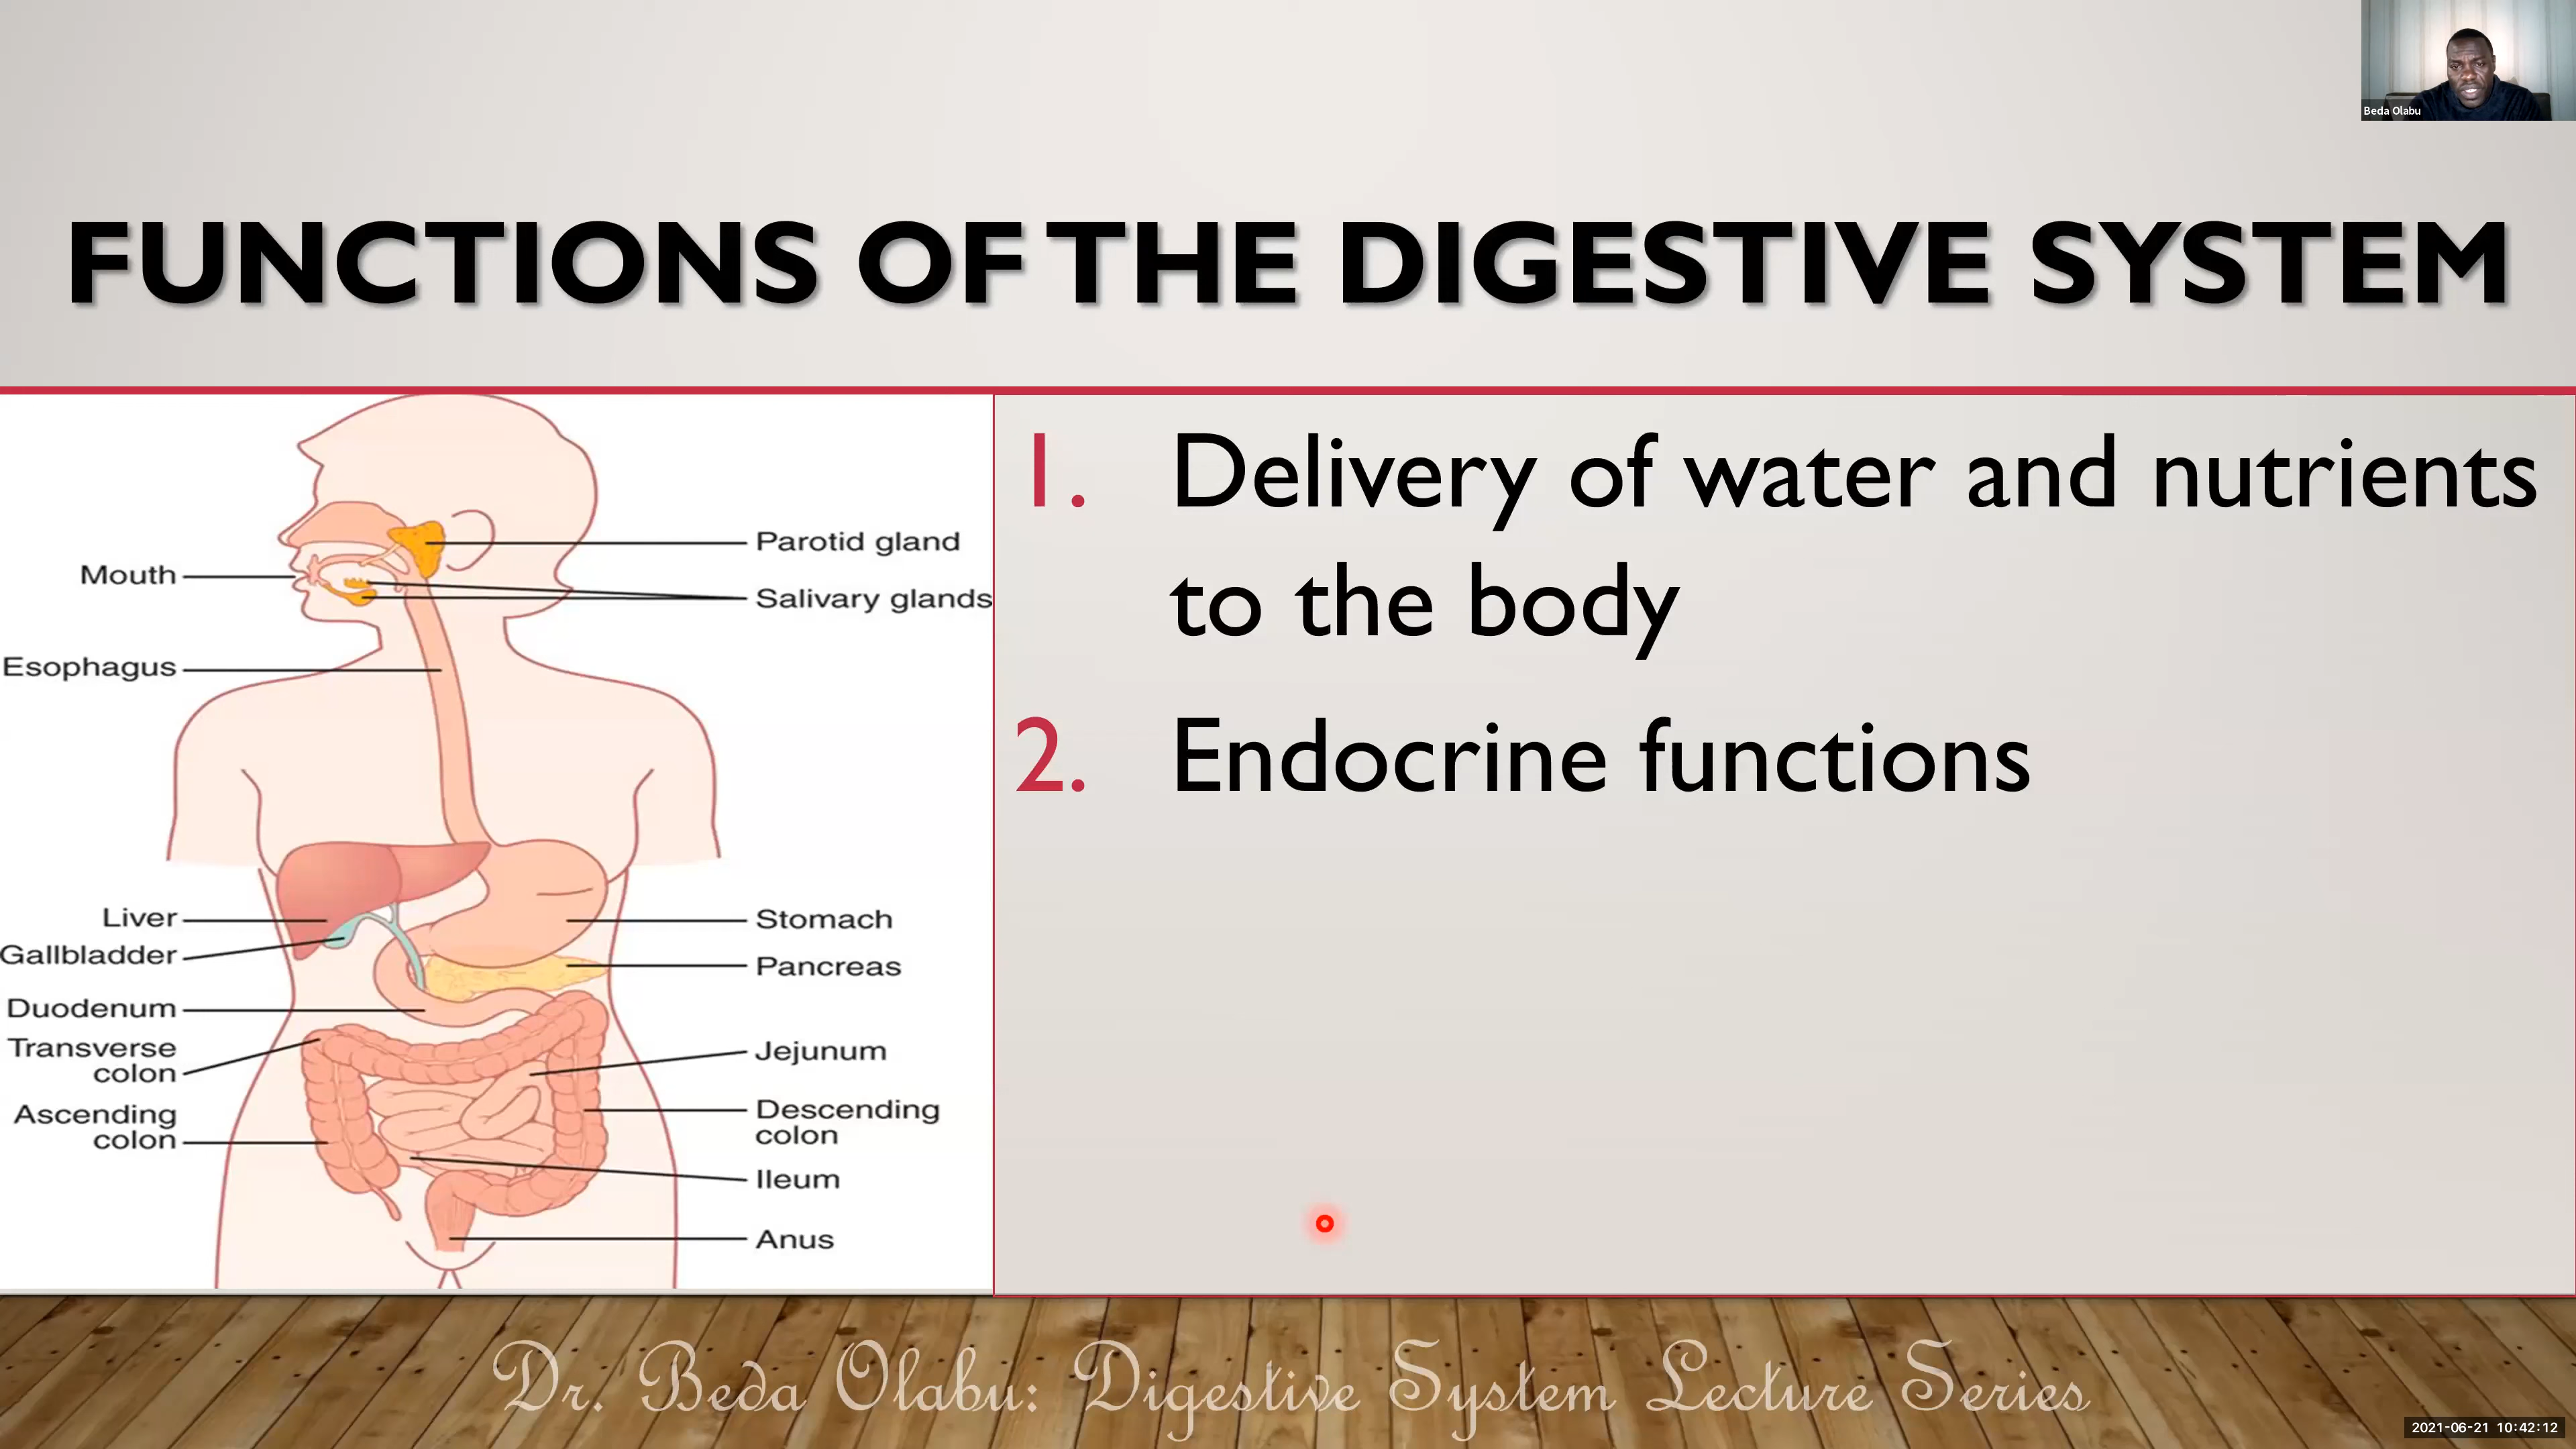 Beda Olabu
FUNCTIONS OF THE DIGESTIVE SYSTEM
Mouth
Esophagus
Liver
Gallbladder
Duodenum
Transverse
colon
Ascending
colon
Parotid gland
Salivary glands
Stomach
Pancreas
Jejunum
Descending
colon
Ileum
Anus
1. Delivery of water and nutrients
to the body
2. Endocrine functions
Dr. Beda Olabu: Digestive System Lecture Series
2021-06-21 10:42:12